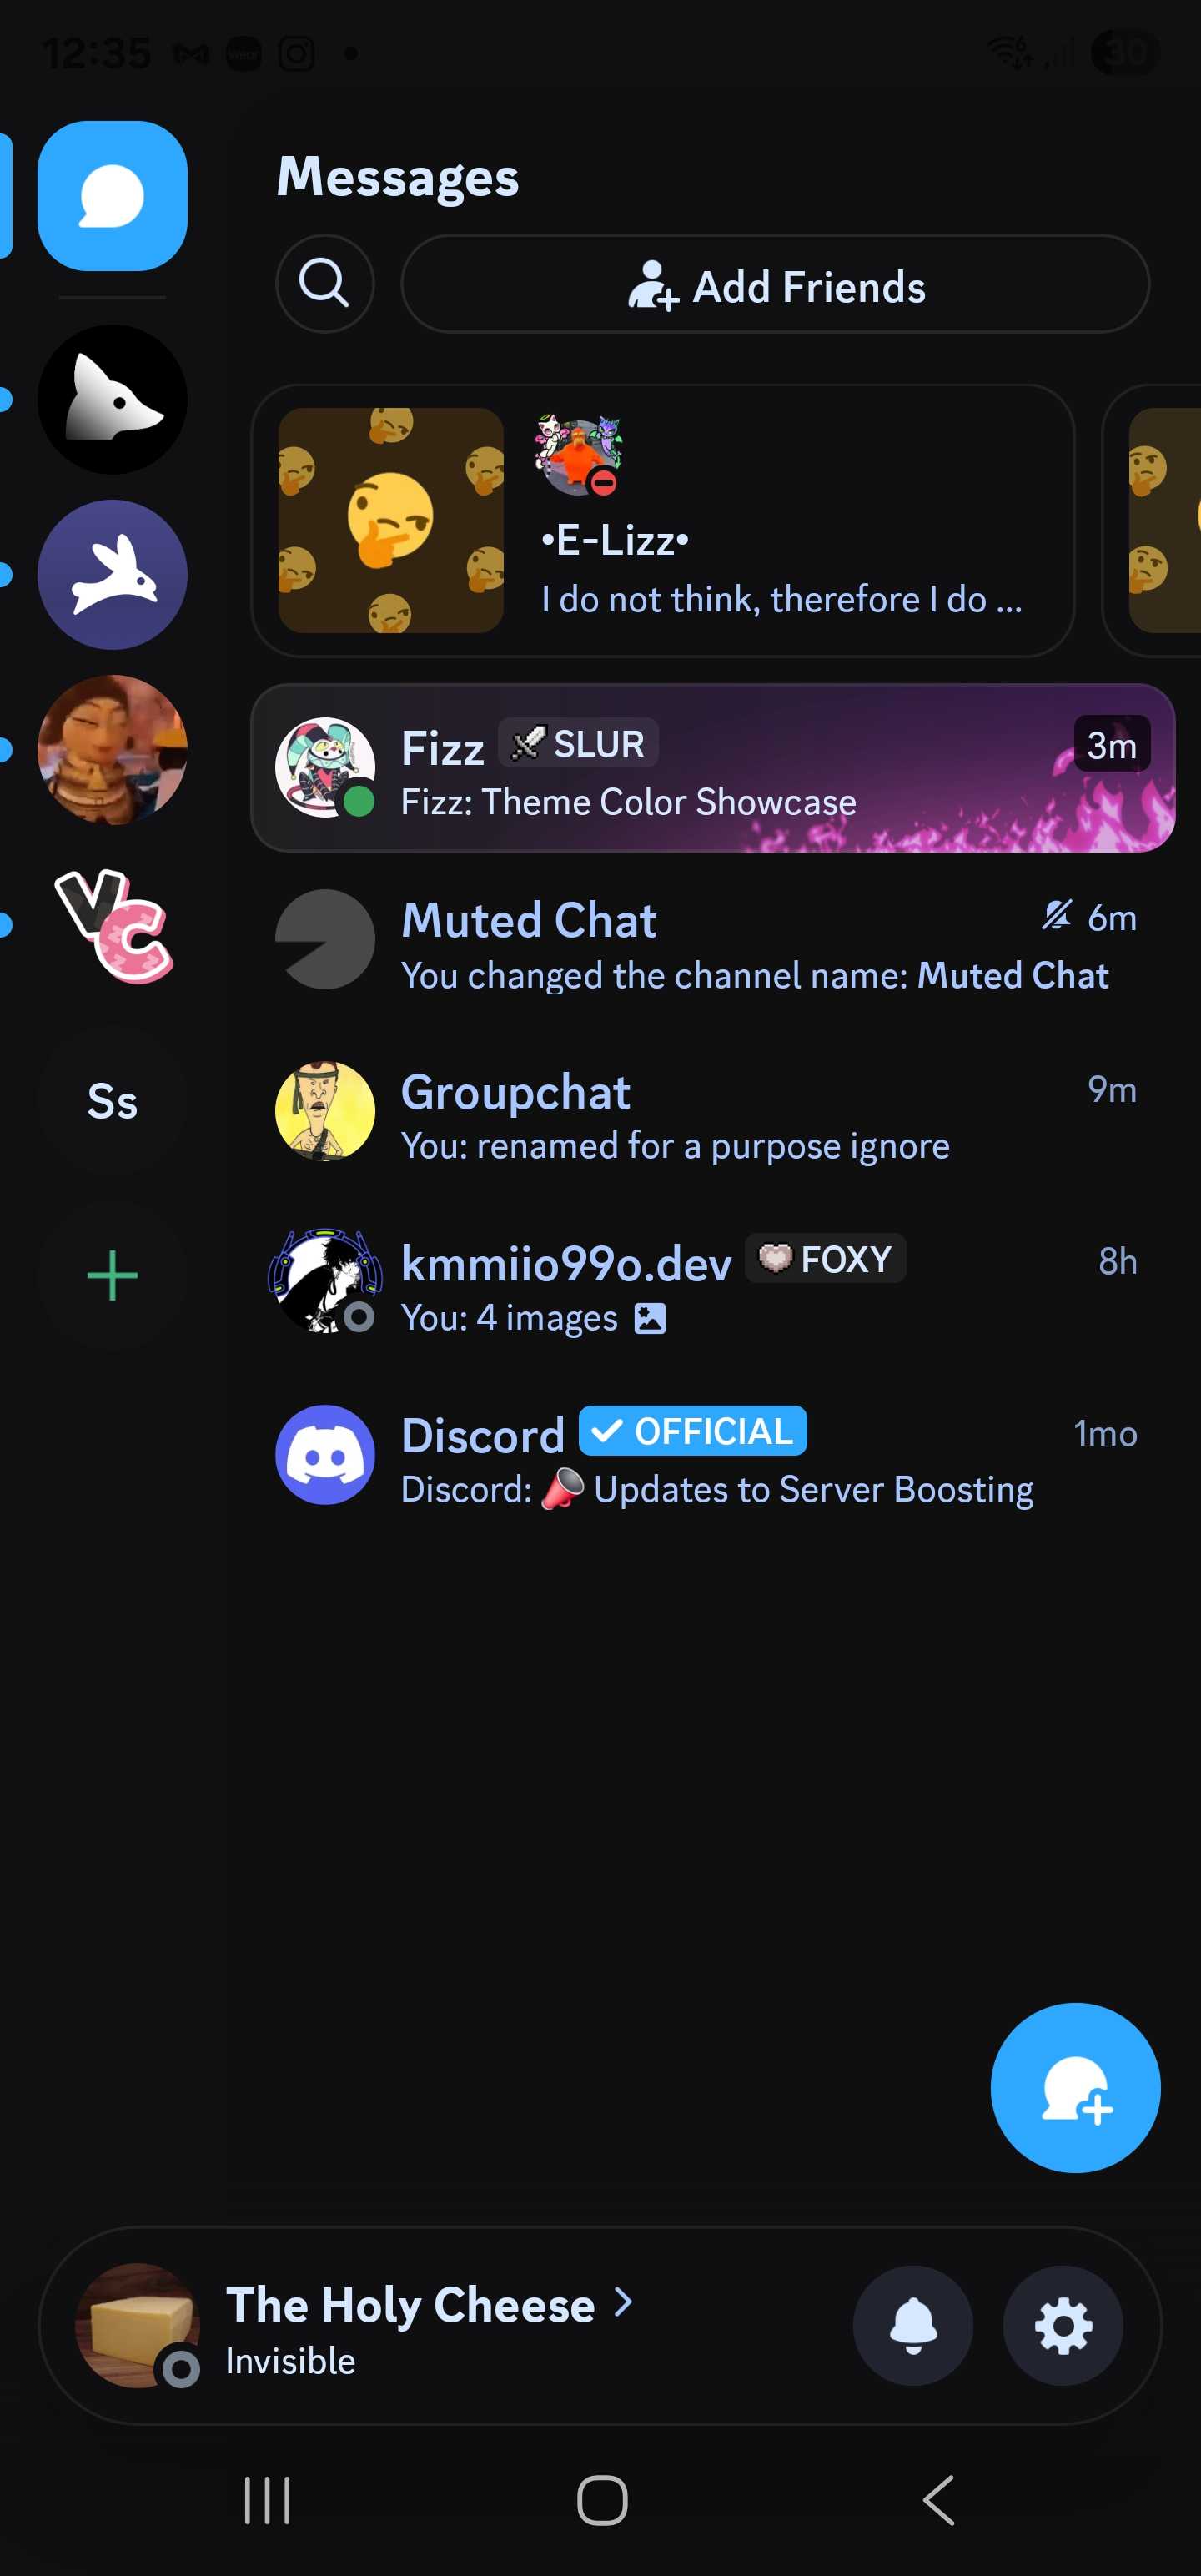 12:35
30
Messages
Add Friends
•E-Lizz•
I do not think, therefore I do ...
Fizz SLUR 3m
Fizz: Theme Color Showcase
Muted Chat 6m
You changed the channel name: Muted Chat
Groupchat 9m
You: renamed for a purpose ignore
kmmiio99o.dev FOXY 8h
You: 4 images
Discord OFFICIAL 1mo
Discord: 📣 Updates to Server Boosting
VC
Ss
The Holy Cheese
Invisible